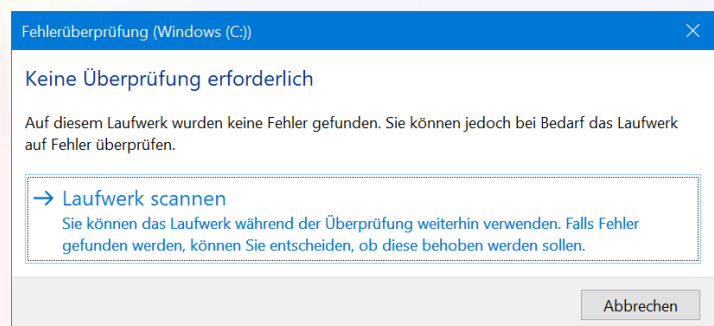 Fehlerüberprüfung (Windows (C:))
Keine Überprüfung erforderlich
Auf diesem Laufwerk wurden keine Fehler gefunden. Sie können jedoch bei Bedarf das Laufwerk
auf Fehler überprüfen.
Laufwerk scannen
Sie können das Laufwerk während der Überprüfung weiterhin verwenden. Falls Fehler
gefunden werden, können Sie entscheiden, ob diese behoben werden sollen.
Abbrechen